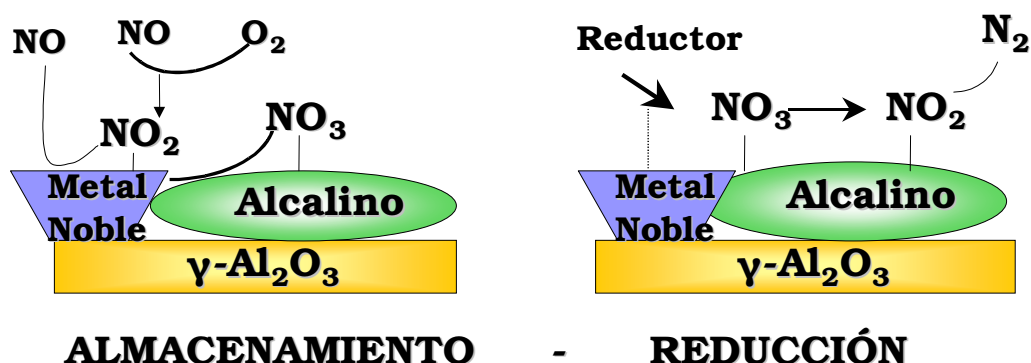 NO NO O₂
NO₂ NO₃
Metal
Noble
Alcalino
γ-Al₂O₃
Reductor
N₂
NO₃ NO₂
Metal
Noble
Alcalino
γ-Al₂O₃
ALMACENAMIENTO - REDUCCIÓN